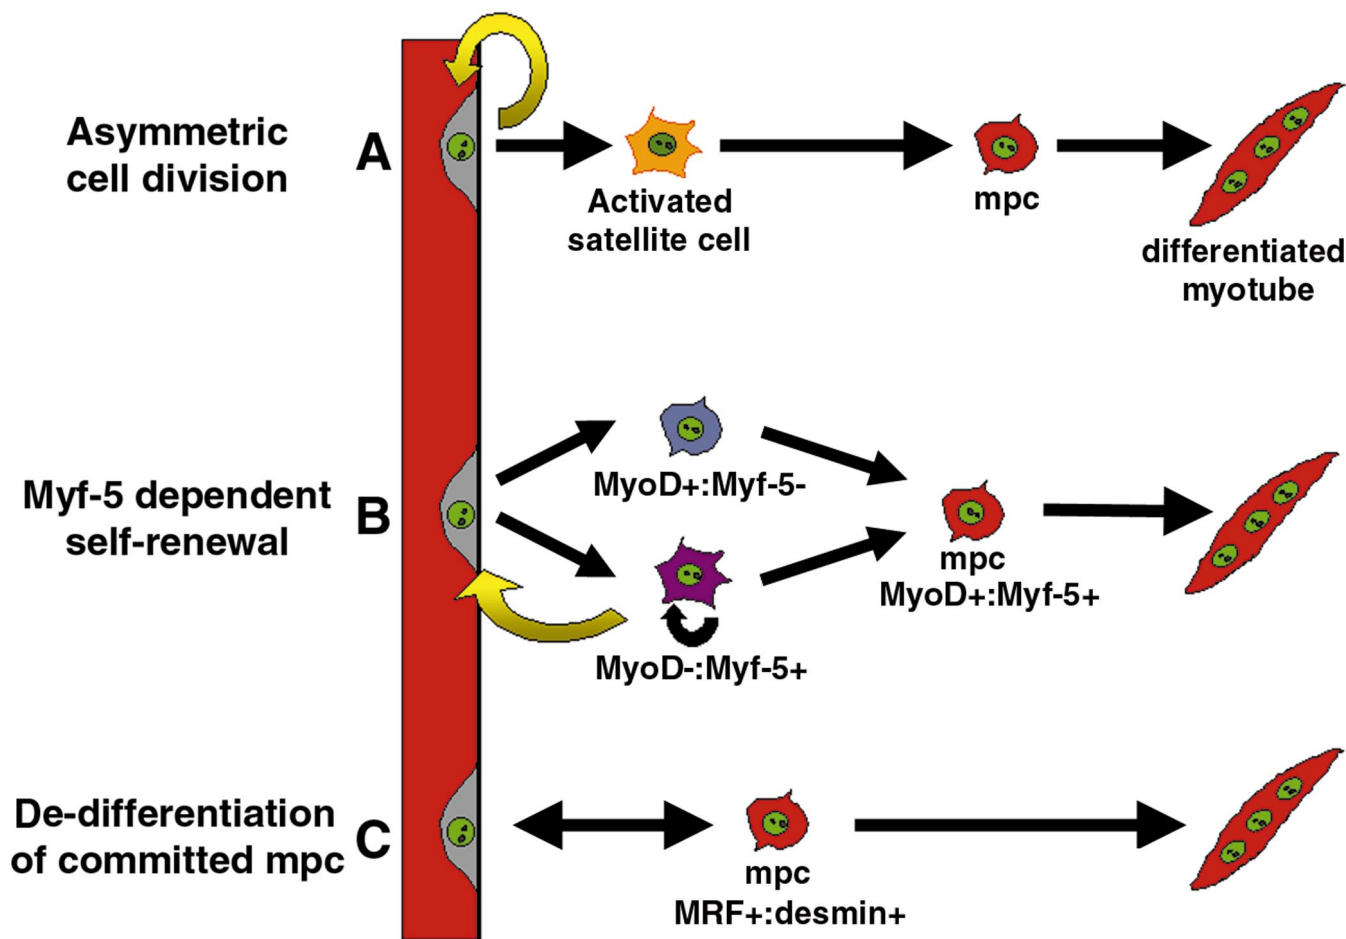 Asymmetric
cell division
A
Activated
satellite cell
mpc
differentiated
myotube
Myf-5 dependent
self-renewal
B
MyoD+:Myf-5-
MyoD-:Myf-5+
mpc
MyoD+:Myf-5+
De-differentiation
of committed mpc
C
mpc
MRF+:desmin+